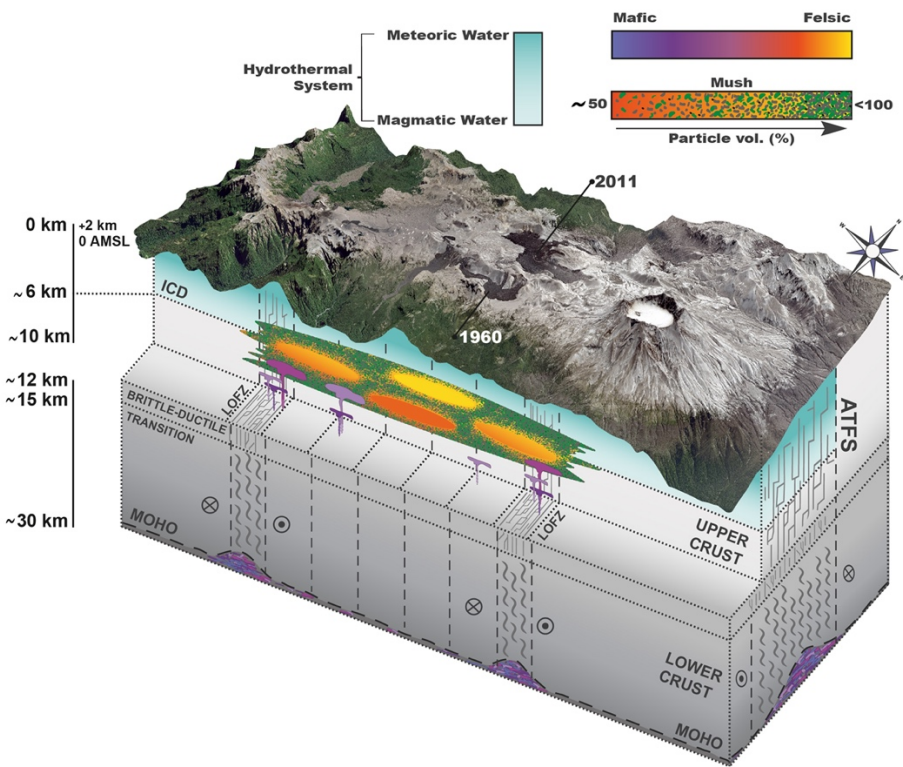 Meteoric Water
Hydrothermal
System
Magmatic Water
Mafic
Felsic
Mush
~50
<100
Particle vol. (%)
2011
1960
0 km
+2 km
0 AMSL
~6 km
~10 km
~12 km
~15 km
~30 km
ICD
LOFZ
BRITTLE-DUCTILE
TRANSITION
MOHO
LOFZ
ATFS
UPPER
CRUST
LOWER
CRUST
MOHO